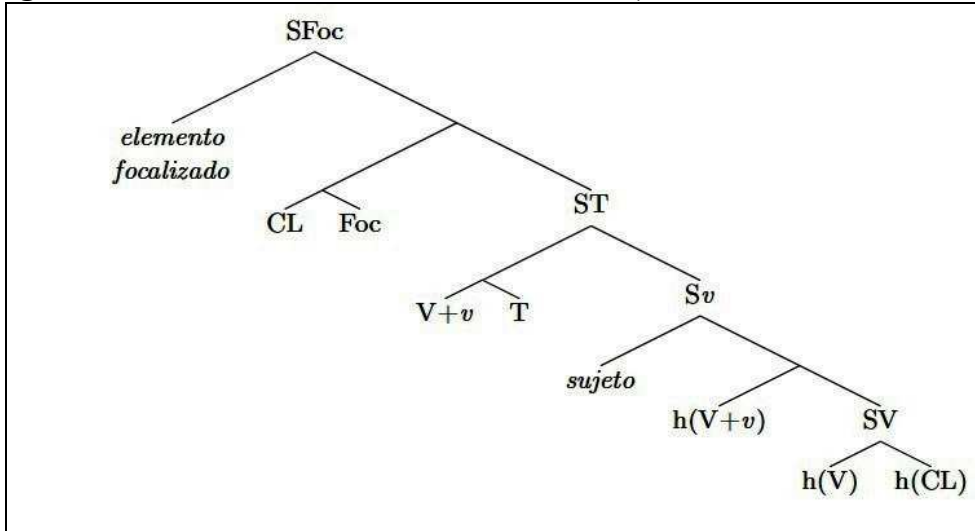 SFoc
elemento
focalizado
CL Foc
ST
V+v T
Sv
sujeto
h(V+v)
SV
h(V) h(CL)